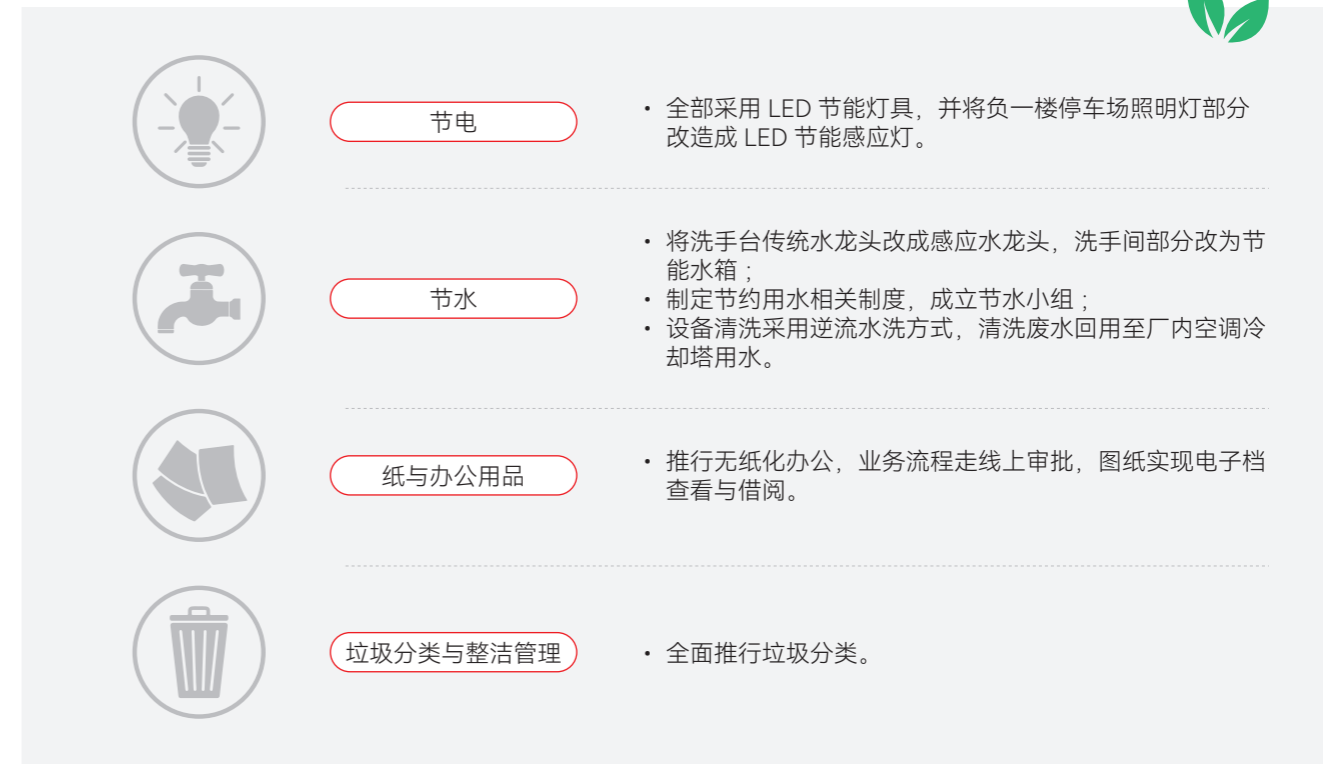 节电
• 全部采用 LED 节能灯具，并将负一楼停车场照明灯部分
改造成 LED 节能感应灯。
节水
• 将洗手台传统水龙头改成感应水龙头，洗手间部分改为节
能水箱；
• 制定节约用水相关制度，成立节水小组；
• 设备清洗采用逆流水洗方式，清洗废水回用至厂内空调冷
却塔用水。
纸与办公用品
• 推行无纸化办公，业务流程走线上审批，图纸实现电子档
查看与借阅。
垃圾分类与整洁管理
• 全面推行垃圾分类。